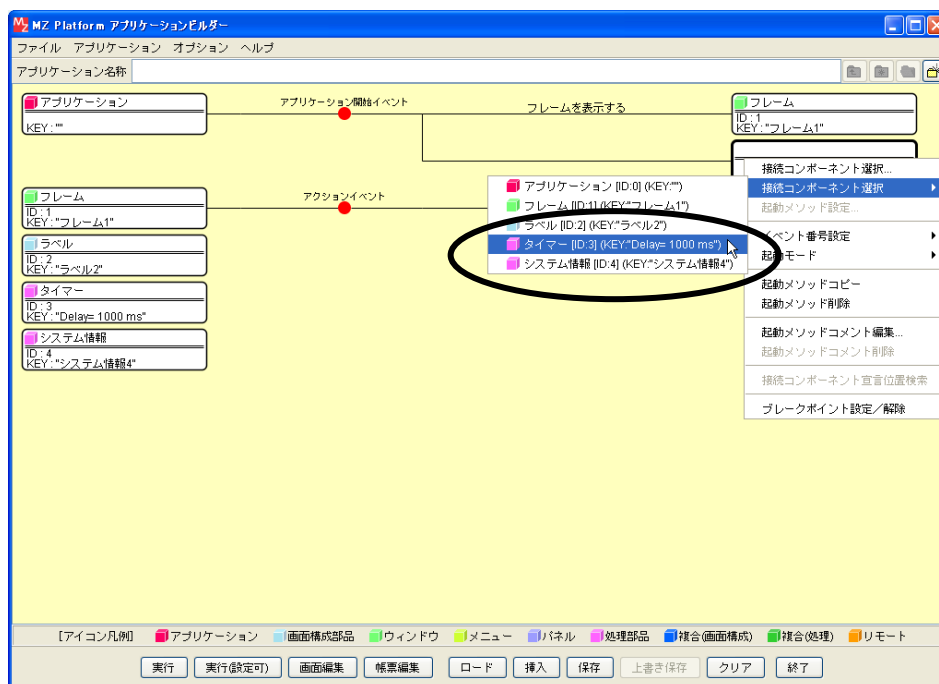 MZ Platform アプリケーションビルダー
ファイル アプリケーション オプション ヘルプ
アプリケーション名称
アプリケーション
KEY:""
アプリケーション開始イベント
フレームを表示する
フレーム
ID : 1
KEY:"フレーム1"
フレーム
ID : 1
KEY:"フレーム1"
アクションイベント
ラベル
ID : 2
KEY:"ラベル2"
タイマー
ID : 3
KEY:"Delay= 1000 ms"
システム情報
ID : 4
KEY:"システム情報4"
アプリケーション [ID:0] (KEY:"")
フレーム [ID:1] (KEY:"フレーム1")
ラベル [ID:2] (KEY:"ラベル2")
タイマー [ID:3] (KEY:"Delay= 1000 ms")
システム情報 [ID:4] (KEY:"システム情報4")
接続コンポーネント選択...
接続コンポーネント選択
起動メソッド設定...
イベント番号設定
起動モード
起動メソッドコピー
起動メソッド削除
起動メソッドコメント編集...
起動メソッドコメント削除
接続コンポーネント宣言位置検索
ブレークポイント設定／解除
[アイコン凡例] アプリケーション 画面構成部品 ウィンドウ メニュー パネル 処理部品 複合(画面構成) 複合(処理) リモート
実行 実行(設定可) 画面編集 帳票編集 ロード 挿入 保存 上書き保存 クリア 終了